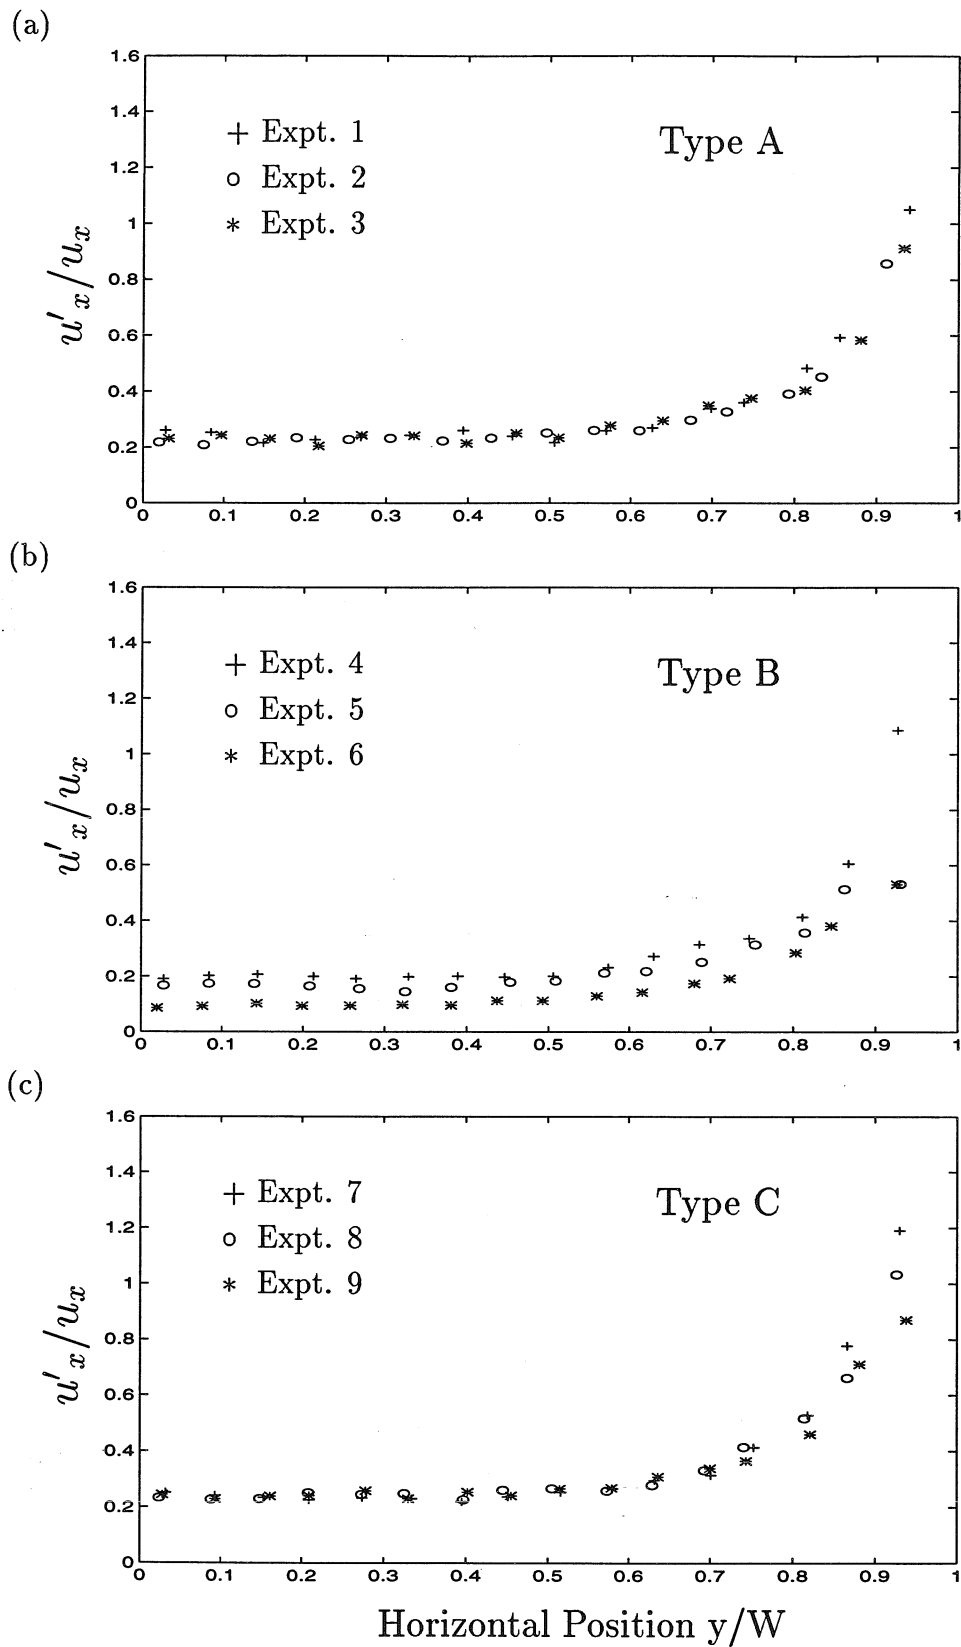 (a)
1.6
1.4
+ Expt. 1
Type A
1.2
o Expt. 2
* Expt. 3
1
u'x/ux
0.8
0.6
0.4
0.2
0
0 0.1 0.2 0.3 0.4 0.5 0.6 0.7 0.8 0.9 1
(b)
1.6
1.4
+ Expt. 4
Type B
1.2
o Expt. 5
* Expt. 6
1
u'x/ux
0.8
0.6
0.4
0.2
0
0 0.1 0.2 0.3 0.4 0.5 0.6 0.7 0.8 0.9 1
(c)
1.6
1.4
+ Expt. 7
Type C
1.2
o Expt. 8
* Expt. 9
1
u'x/ux
0.8
0.6
0.4
0.2
0
0 0.1 0.2 0.3 0.4 0.5 0.6 0.7 0.8 0.9 1
Horizontal Position y/W